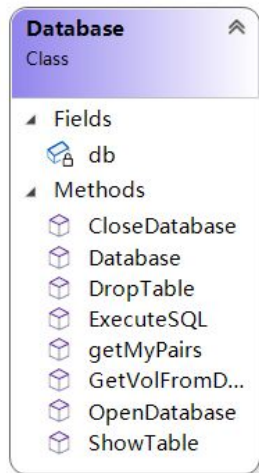 Database
Class
Fields
db
Methods
CloseDatabase
Database
DropTable
ExecuteSQL
getMyPairs
GetVolFromD...
OpenDatabase
ShowTable